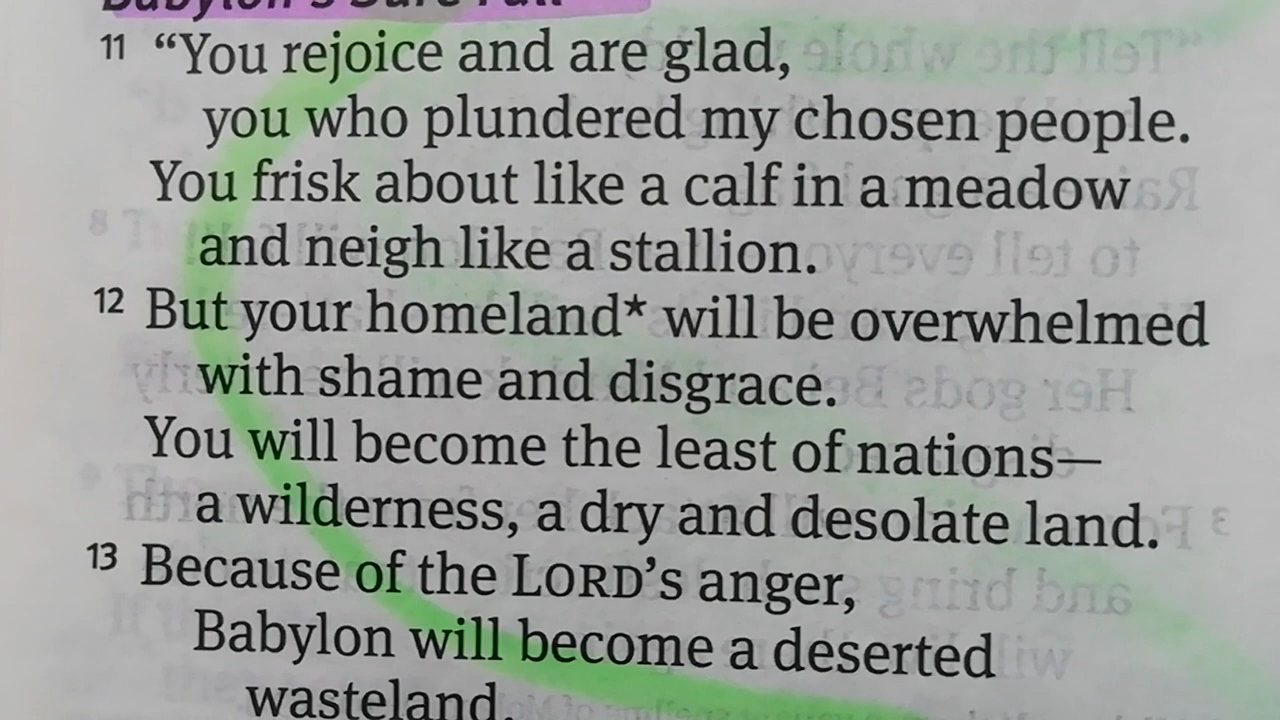 Babylon's Sure Fall
11 “You rejoice and are glad,
you who plundered my chosen people.
You frisk about like a calf in a meadow
and neigh like a stallion.
12 But your homeland* will be overwhelmed
with shame and disgrace.
You will become the least of nations—
a wilderness, a dry and desolate land.
13 Because of the LORD’s anger,
Babylon will become a deserted
wasteland.